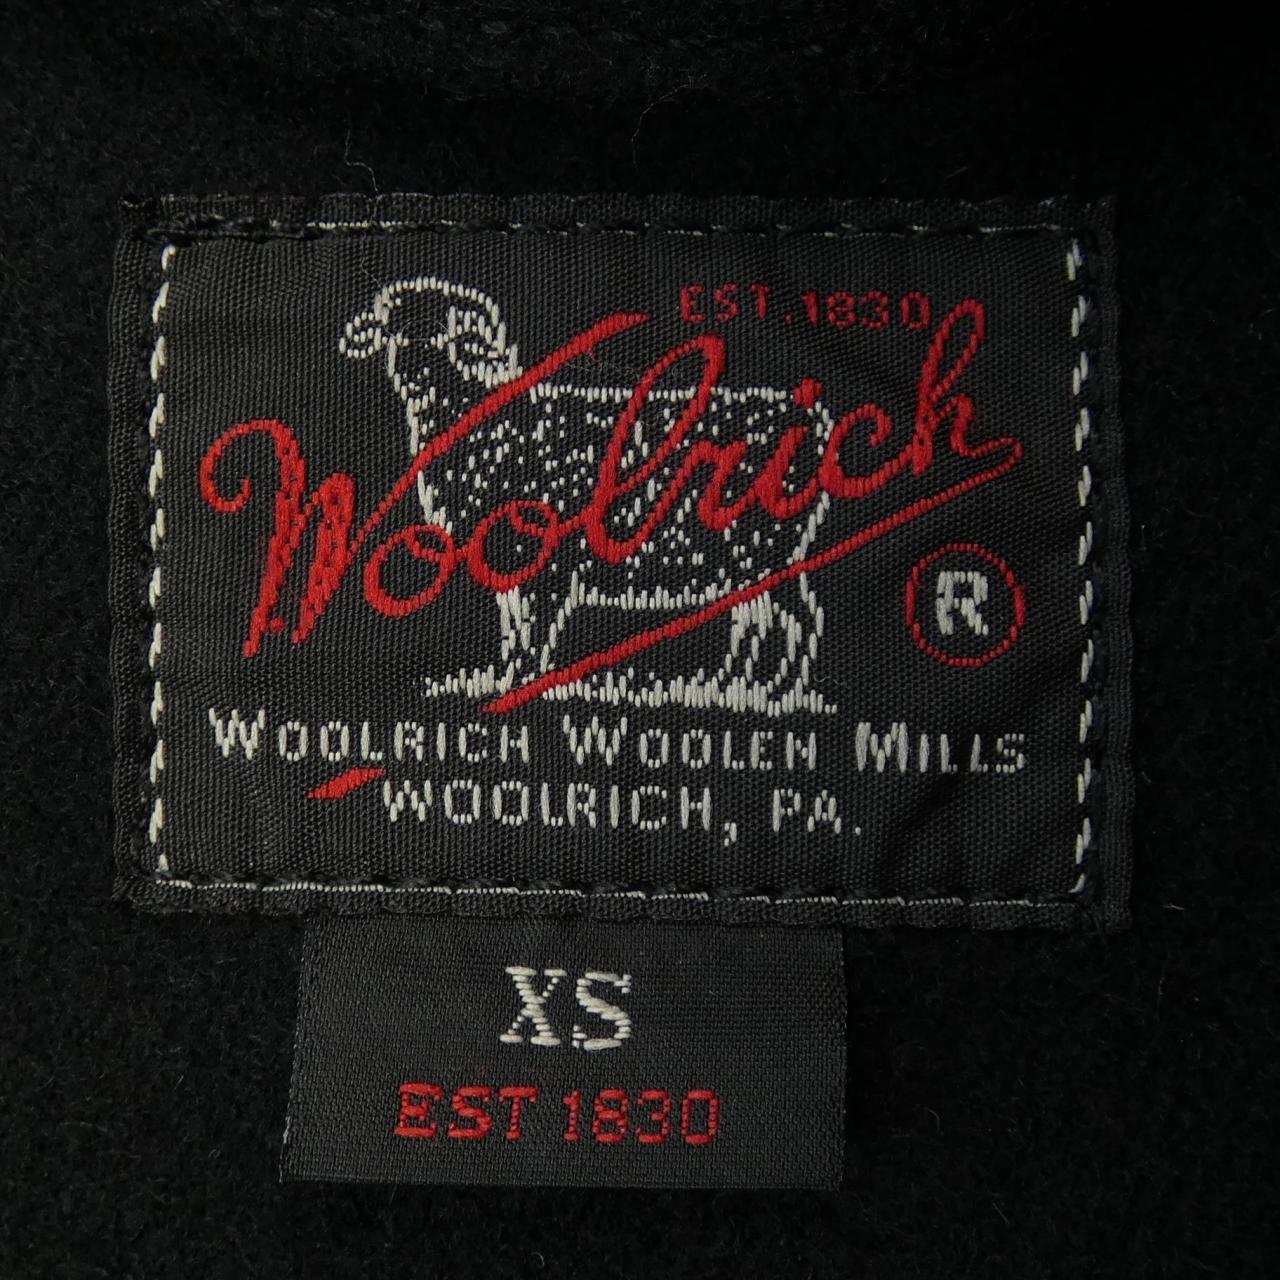 EST. 1830
Woolrich
R
WOOLRICH WOOLEN MILLS
WOOLRICH, PA.
XS
EST 1830